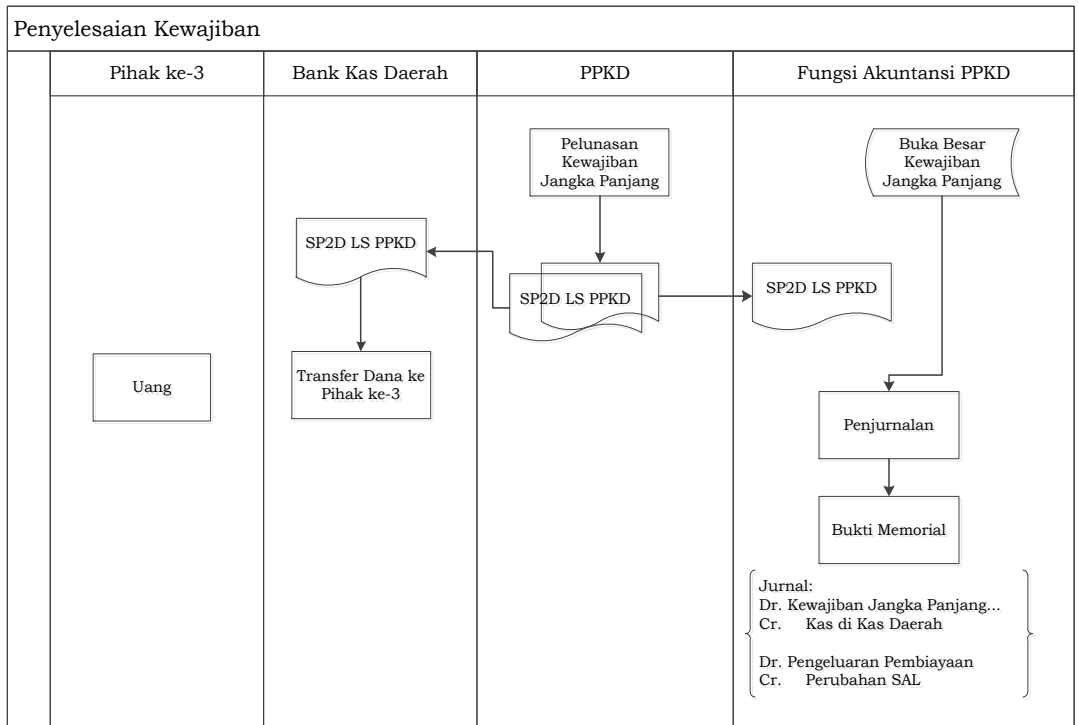 Penyelesaian Kewajiban
Pihak ke-3
Bank Kas Daerah
PPKD
Fungsi Akuntansi PPKD
Pelunasan
Kewajiban
Jangka Panjang
Buka Besar
Kewajiban
Jangka Panjang
SP2D LS PPKD
SP2D LS PPKD
SP2D LS PPKD
Uang
Transfer Dana ke
Pihak ke-3
Penjurnalan
Bukti Memorial
Jurnal:
Dr. Kewajiban Jangka Panjang...
Cr. Kas di Kas Daerah
Dr. Pengeluaran Pembiayaan
Cr. Perubahan SAL